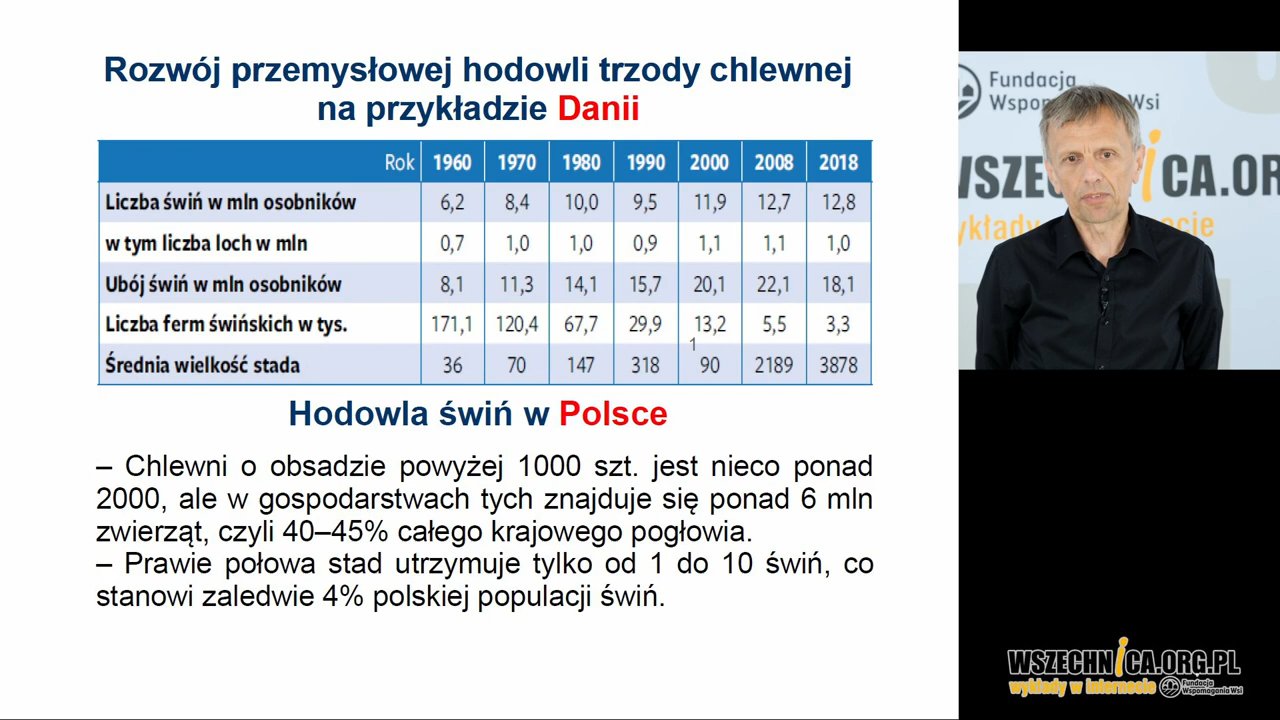 Rozwój przemysłowej hodowli trzody chlewnej
na przykładzie Danii
Rok 1960 1970 1980 1990 2000 2008 2018
Liczba świń w mln osobników 6,2 8,4 10,0 9,5 11,9 12,7 12,8
w tym liczba loch w mln 0,7 1,0 1,0 0,9 1,1 1,1 1,0
Ubój świń w mln osobników 8,1 11,3 14,1 15,7 20,1 22,1 18,1
Liczba ferm świńskich w tys. 171,1 120,4 67,7 29,9 13,2 5,5 3,3
1
Średnia wielkość stada 36 70 147 318 90 2189 3878
Hodowla świń w Polsce
– Chlewni o obsadzie powyżej 1000 szt. jest nieco ponad
2000, ale w gospodarstwach tych znajduje się ponad 6 mln
zwierząt, czyli 40–45% całego krajowego pogłowia.
– Prawie połowa stad utrzymuje tylko od 1 do 10 świń, co
stanowi zaledwie 4% polskiej populacji świń.
Fundacja
Wspomagania Wsi
WSZECHNICA.ORG.PL
wykłady w internecie
Fundacja
Wspomagania Wsi